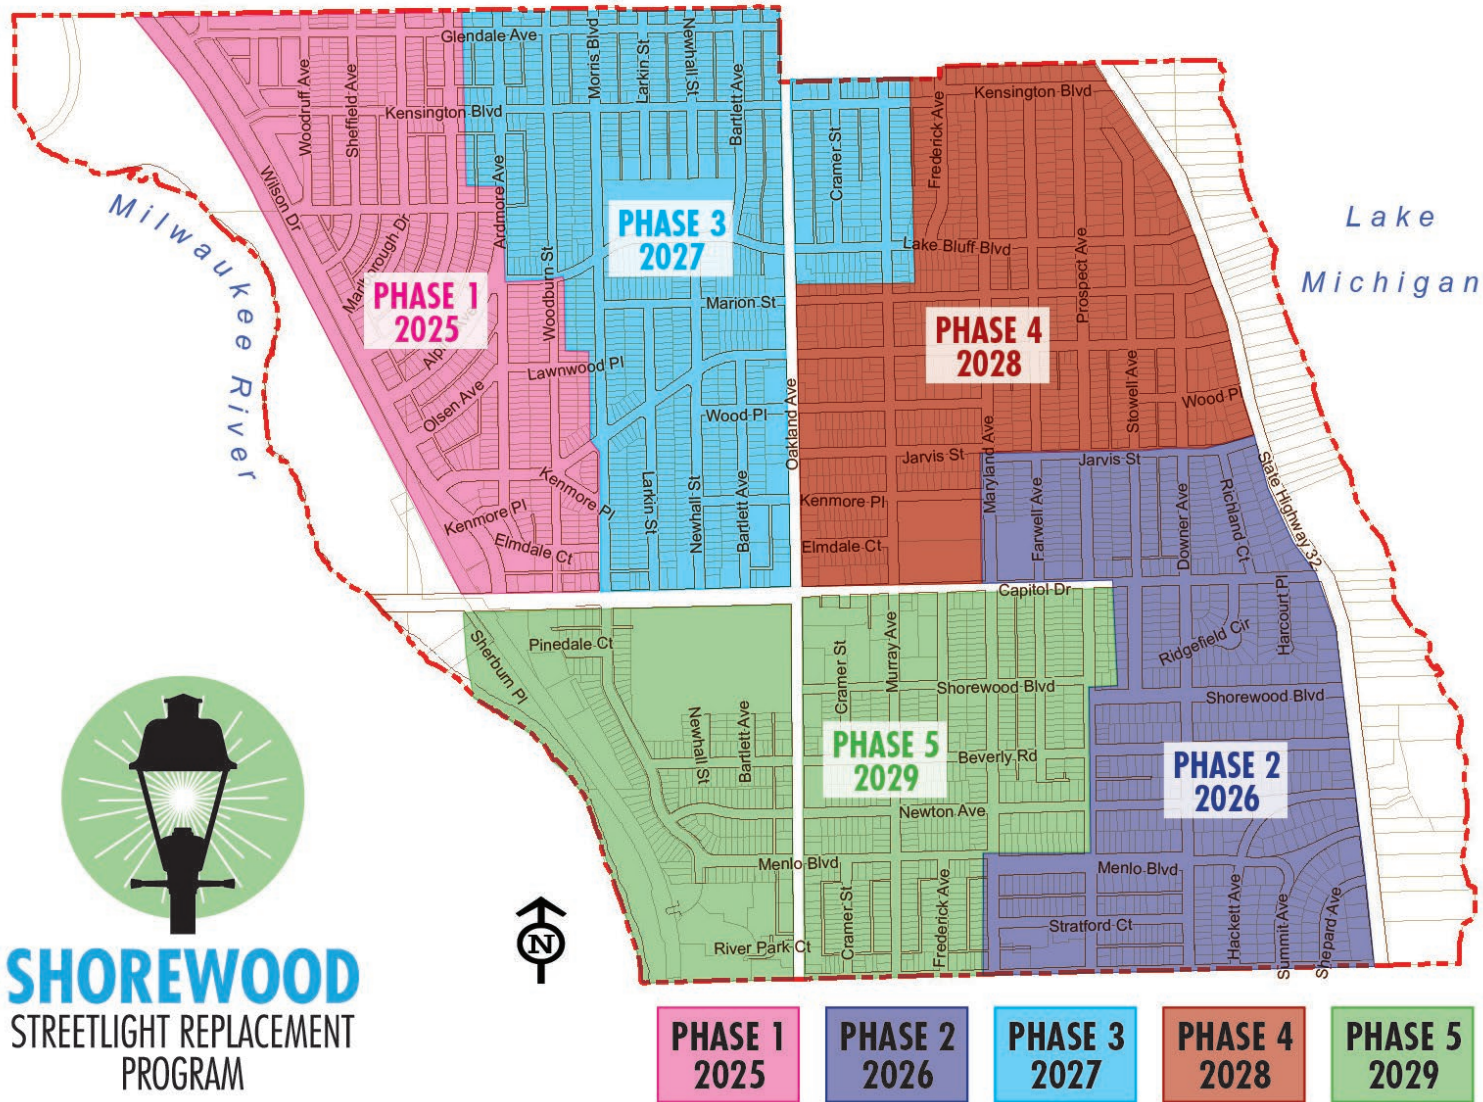 Glendale Ave
Morris Blvd
Larkin St
Newhall St
Bartlett Ave
Woodruff Ave
Sheffield Ave
Kensington Blvd
Kensington Blvd
Frederick Ave
Cramer St
Wilson Dr
Ardmore Ave
Marlborough Dr
Milwaukee River
Lake
Michigan
PHASE 3
2027
Lake Bluff Blvd
Prospect Ave
Woodburn St
PHASE 1
2025
Marion St
PHASE 4
2028
Lawnwood Pl
Olsen Ave
Wood Pl
Oakland Ave
Stowell Ave
Wood Pl
Maryland Ave
Jarvis St
Jarvis St
State Highway 32
Kenmore Pl
Kenmore Pl
Larkin St
Newhall St
Bartlett Ave
Kenmore Pl
Farwell Ave
Downer Ave
Richland Ct
Elmdale Ct
Elmdale Ct
Capitol Dr
Harcourt Pl
Sherburn Pl
Pinedale Ct
Cramer St
Murray Ave
Ridgefield Cir
Shorewood Blvd
Shorewood Blvd
Newhall St
Bartlett Ave
PHASE 5
2029
Beverly Rd
PHASE 2
2026
Newton Ave
Menlo Blvd
Menlo Blvd
Cramer St
Frederick Ave
Stratford Ct
Hackett Ave
Summit Ave
Shepard Ave
River Park Ct
N
SHOREWOOD
STREETLIGHT REPLACEMENT
PROGRAM
PHASE 1
2025
PHASE 2
2026
PHASE 3
2027
PHASE 4
2028
PHASE 5
2029